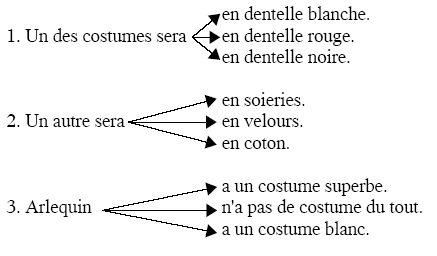 en dentelle blanche.
1. Un des costumes sera en dentelle rouge.
en dentelle noire.
en soieries.
2. Un autre sera en velours.
en coton.
a un costume superbe.
3. Arlequin n'a pas de costume du tout.
a un costume blanc.